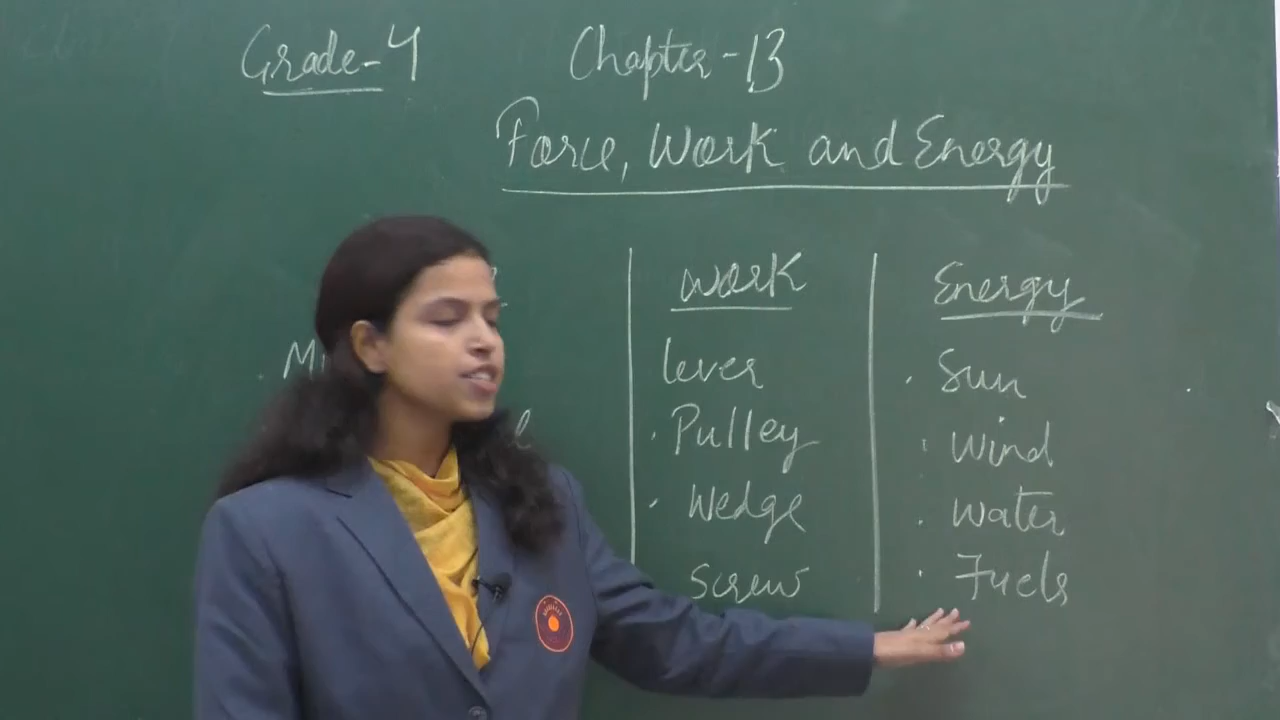 Grade-4 Chapter-13
Force, Work and Energy
Work Energy
lever Sun
Pulley Wind
Wedge Water
Screw Fuels